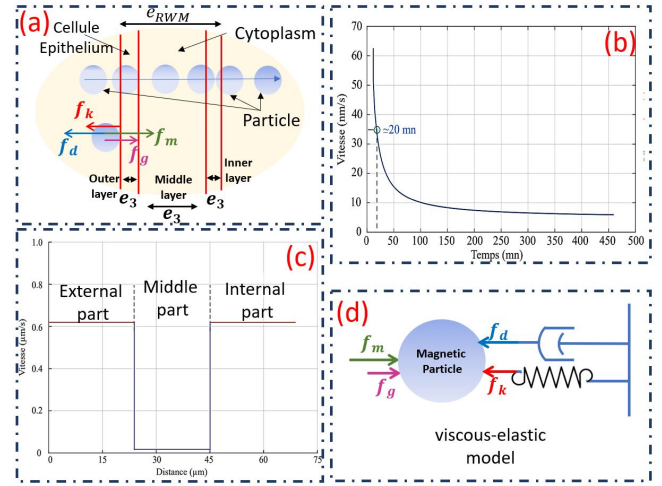 (a)
e_RWM
Cellule
Epithelium
Cytoplasm
Particle
f_k
f_d
f_m
f_g
Outer
layer
Middle
layer
Inner
layer
e_3
e_3
e_3
(b)
Vitesse (nm/s)
70
60
50
40
30
20
10
0
~20 mn
0
50
100
150
200
250
300
350
400
450
500
Temps (mn)
(c)
Vitesse (µm/s)
1.0
0.8
0.6
0.4
0.2
0
External
part
Middle
part
Internal
part
0
15
30
45
60
75
Distance (µm)
(d)
f_m
f_g
Magnetic
Particle
f_d
f_k
viscous-elastic
model